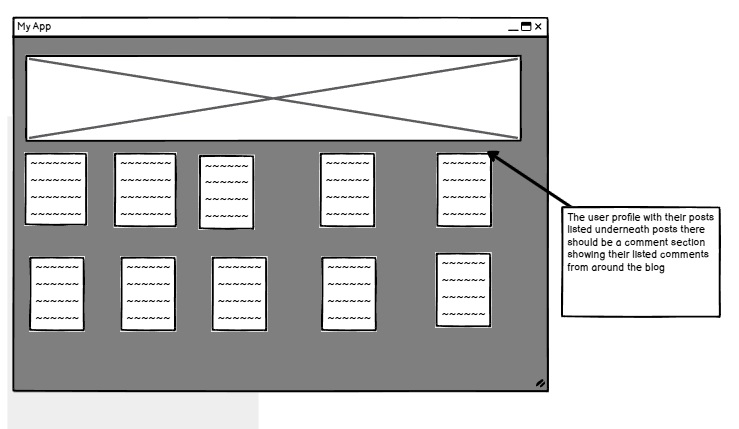 My App
The user profile with their posts
listed underneath posts there
should be a comment section
showing their listed comments
from around the blog